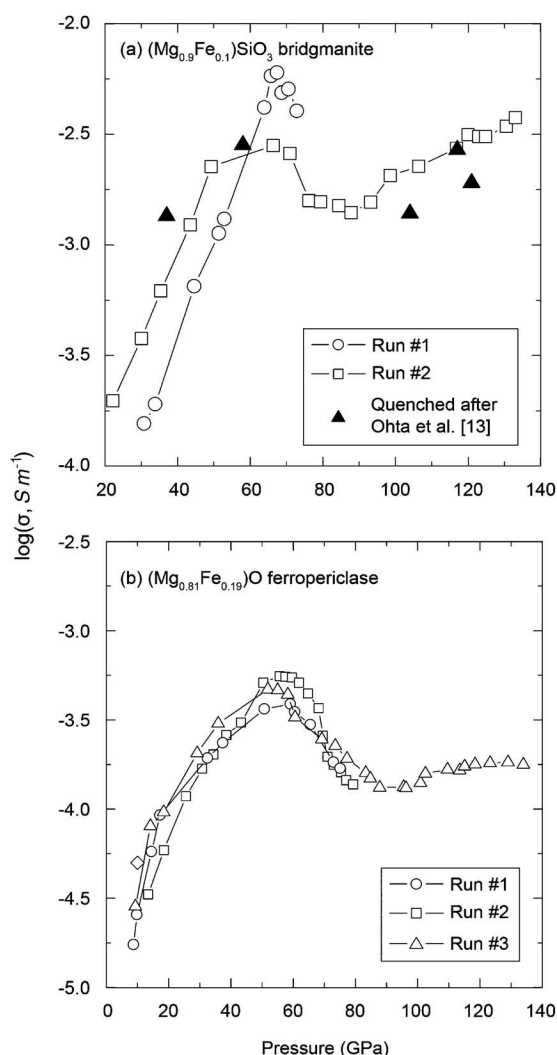 -2.0
(a) (Mg0.9Fe0.1)SiO3 bridgmanite
-2.5
-3.0
-3.5
-4.0
Run #1
Run #2
Quenched after
Ohta et al. [13]
20 40 60 80 100 120 140
log(σ, S m-1)
-2.5
(b) (Mg0.81Fe0.19)O ferropericlase
-3.0
-3.5
-4.0
-4.5
-5.0
Run #1
Run #2
Run #3
0 20 40 60 80 100 120 140
Pressure (GPa)